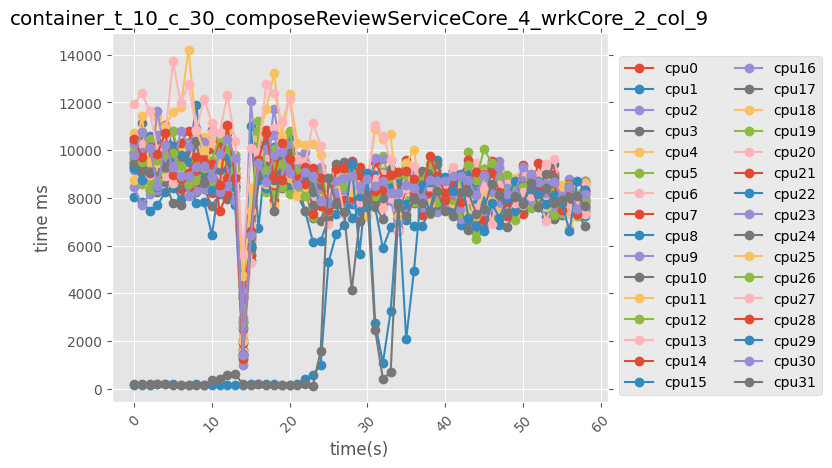 container_t_10_c_30_composeReviewServiceCore_4_wrkCore_2_col_9
time ms
14000
12000
10000
8000
6000
4000
2000
0
0
10
20
30
40
50
60
time(s)
cpu0
cpu1
cpu2
cpu3
cpu4
cpu5
cpu6
cpu7
cpu8
cpu9
cpu10
cpu11
cpu12
cpu13
cpu14
cpu15
cpu16
cpu17
cpu18
cpu19
cpu20
cpu21
cpu22
cpu23
cpu24
cpu25
cpu26
cpu27
cpu28
cpu29
cpu30
cpu31